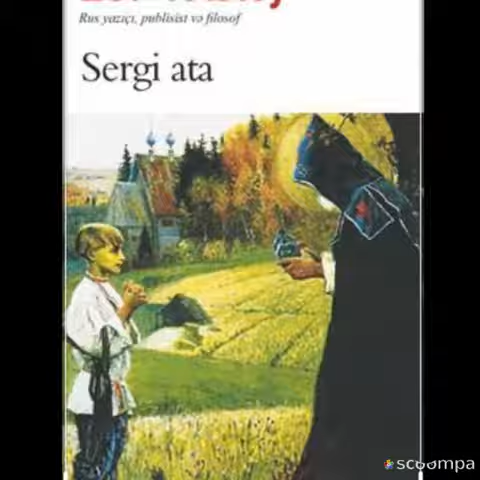 Rus yazıçı, publisist və filosof
Sergi ata
scoompa